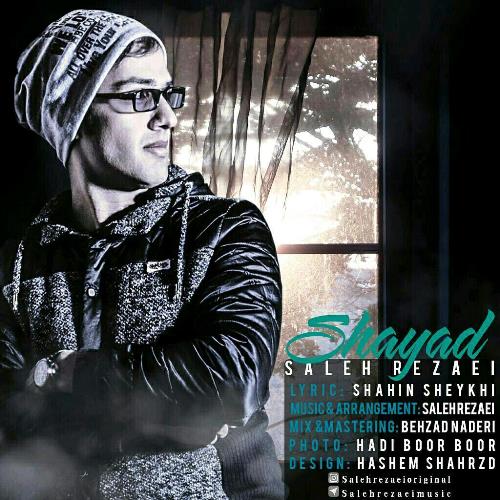 Shayad
SALEH REZAEI
LYRIC: SHAHIN SHEYKHI
MUSIC & ARRANGEMENT: SALEHREZAEI
MIX & MASTERING: BEHZAD NADERI
PHOTO: HADI BOOR BOOR
DESIGN: HASHEM SHAHRZD
Salehrezaeioriginal
Salehrezaeimusic